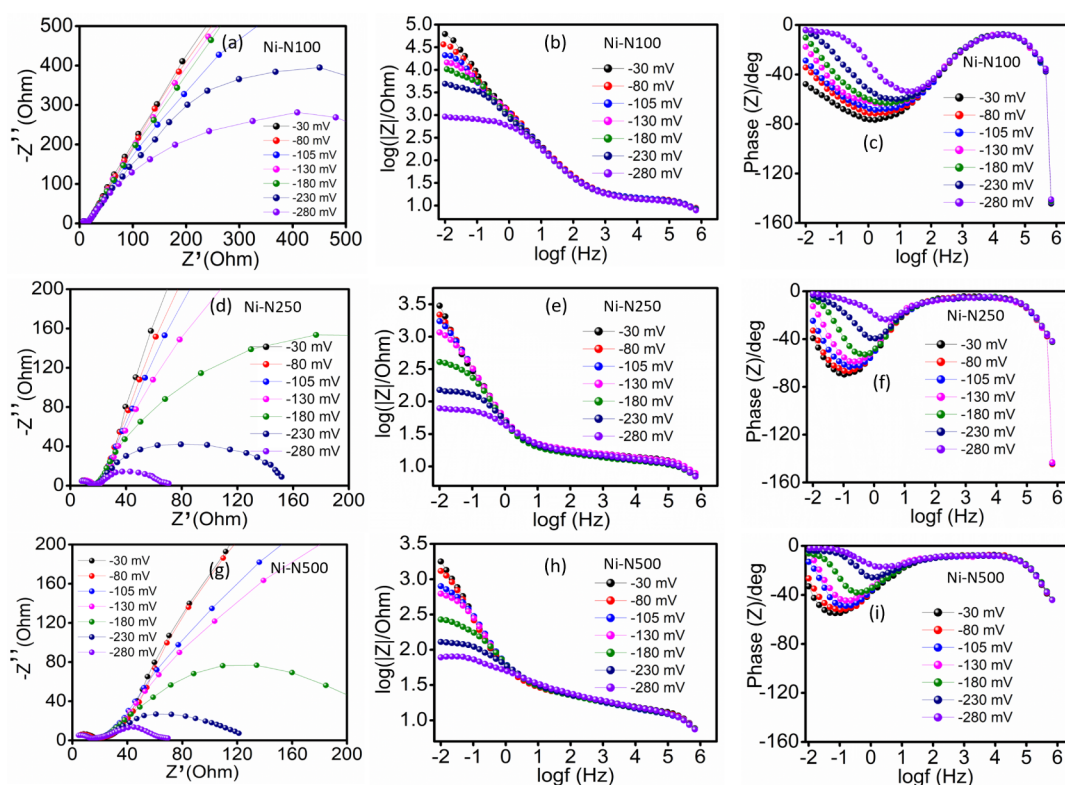 (a)
Ni-N100
-Z'' (Ohm)
500
400
300
200
100
0
-30 mV
-80 mV
-105 mV
-130 mV
-180 mV
-230 mV
-280 mV
0 100 200 300 400 500
Z'(Ohm)
(b)
Ni-N100
log(|Z|/Ohm)
5.0
4.5
4.0
3.5
3.0
2.5
2.0
1.5
1.0
-30 mV
-80 mV
-105 mV
-130 mV
-180 mV
-230 mV
-280 mV
-2 -1 0 1 2 3 4 5 6
logf (Hz)
(c)
Ni-N100
Phase (Z)/deg
0
-40
-80
-120
-160
-30 mV
-80 mV
-105 mV
-130 mV
-180 mV
-230 mV
-280 mV
-2 -1 0 1 2 3 4 5 6
logf (Hz)
(d)
Ni-N250
-Z'' (Ohm)
200
160
120
80
40
0
-30 mV
-80 mV
-105 mV
-130 mV
-180 mV
-230 mV
-280 mV
0 40 80 120 160 200
Z'(Ohm)
(e)
Ni-N250
log(|Z|/Ohm)
3.5
3.0
2.5
2.0
1.5
1.0
-30 mV
-80 mV
-105 mV
-130 mV
-180 mV
-230 mV
-280 mV
-2 -1 0 1 2 3 4 5 6
logf (Hz)
(f)
Ni-N250
Phase (Z)/deg
0
-40
-80
-120
-160
-30 mV
-80 mV
-105 mV
-130 mV
-180 mV
-230 mV
-280 mV
-2 -1 0 1 2 3 4 5 6
logf (Hz)
(g)
Ni-N500
-Z'' (Ohm)
200
160
120
80
40
0
-30 mV
-80 mV
-105 mV
-130 mV
-180 mV
-230 mV
-280 mV
0 40 80 120 160 200
Z'(Ohm)
(h)
Ni-N500
log(|Z|/Ohm)
3.5
3.0
2.5
2.0
1.5
1.0
-30 mV
-80 mV
-105 mV
-130 mV
-180 mV
-230 mV
-280 mV
-2 -1 0 1 2 3 4 5 6
logf (Hz)
(i)
Ni-N500
Phase (Z)/deg
0
-40
-80
-120
-160
-30 mV
-80 mV
-105 mV
-130 mV
-180 mV
-230 mV
-280 mV
-2 -1 0 1 2 3 4 5 6
logf (Hz)